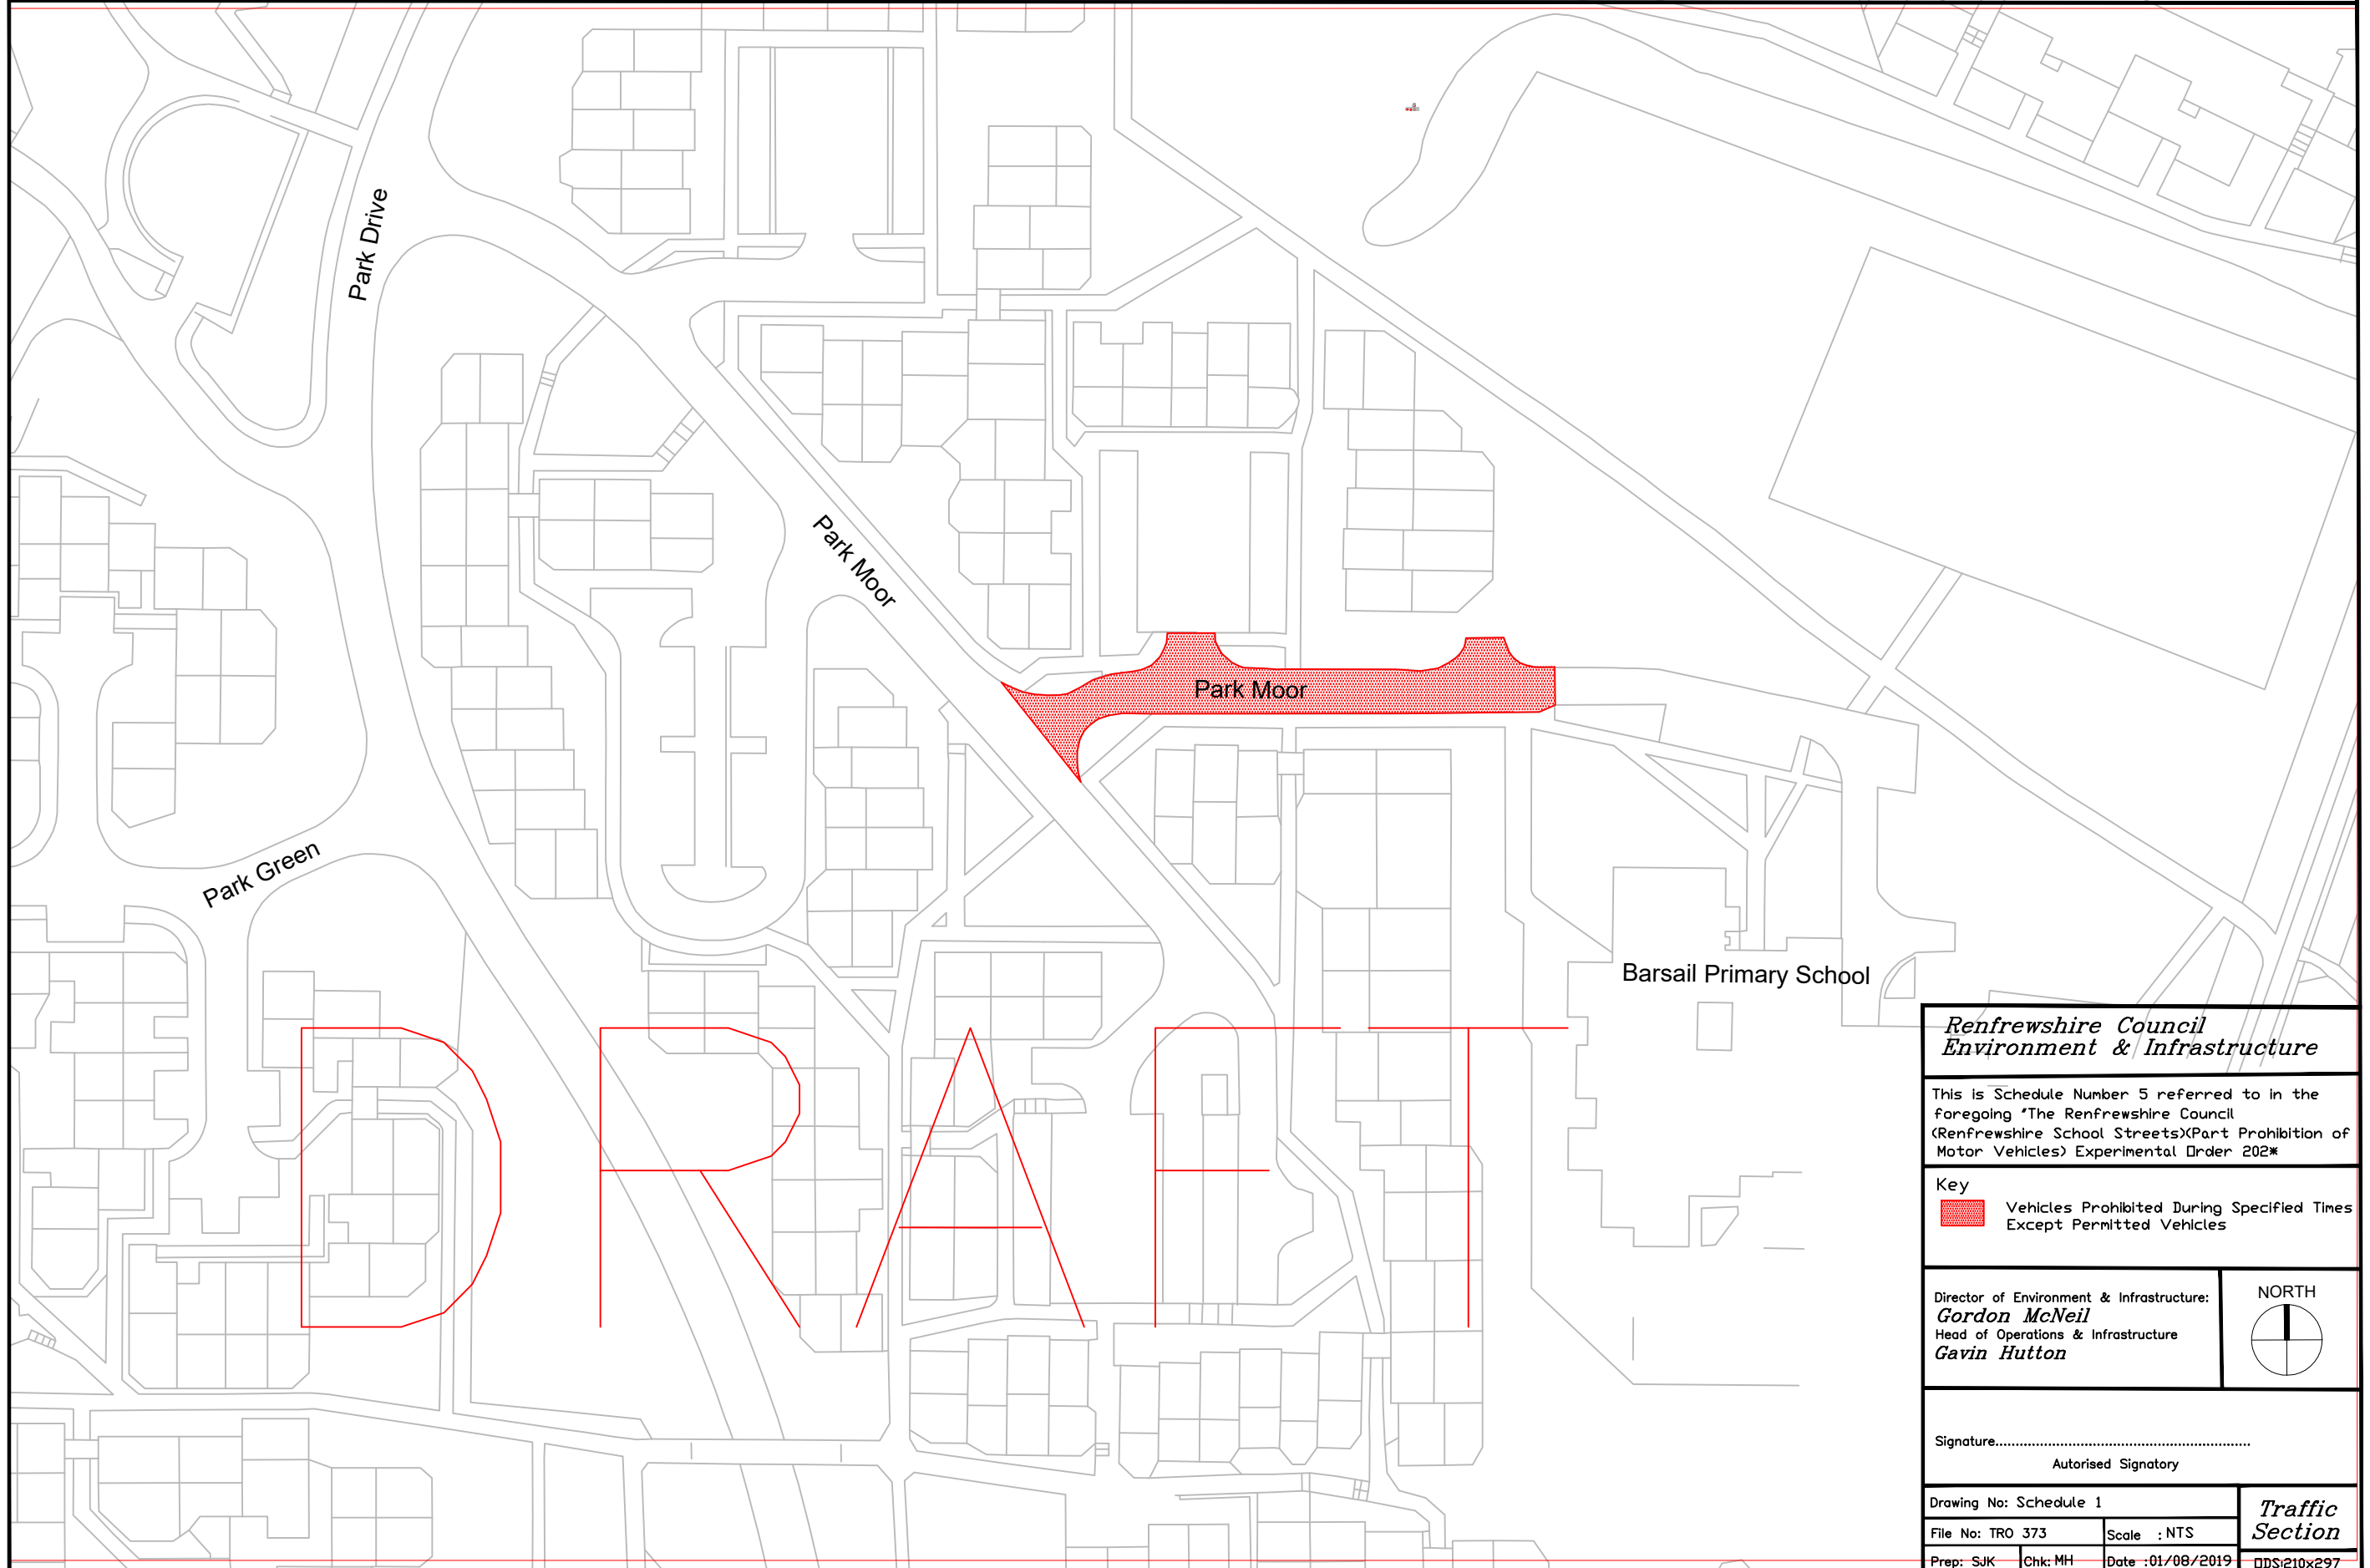 Park Drive
Park Moor
Park Moor
Park Green
Barsail Primary School
DRAFT
Renfrewshire Council
Environment & Infrastructure
This is Schedule Number 5 referred to in the
foregoing "The Renfrewshire Council
(Renfrewshire School Streets)(Part Prohibition of
Motor Vehicles) Experimental Order 202*
Key
Vehicles Prohibited During Specified Times
Except Permitted Vehicles
Director of Environment & Infrastructure:
Gordon McNeil
Head of Operations & Infrastructure
Gavin Hutton
NORTH
Signature..............................................................
Autorised Signatory
Drawing No: Schedule 1
File No: TRO 373
Scale : NTS
Prep: SJK
Chk: MH
Date :01/08/2019
Traffic
Section